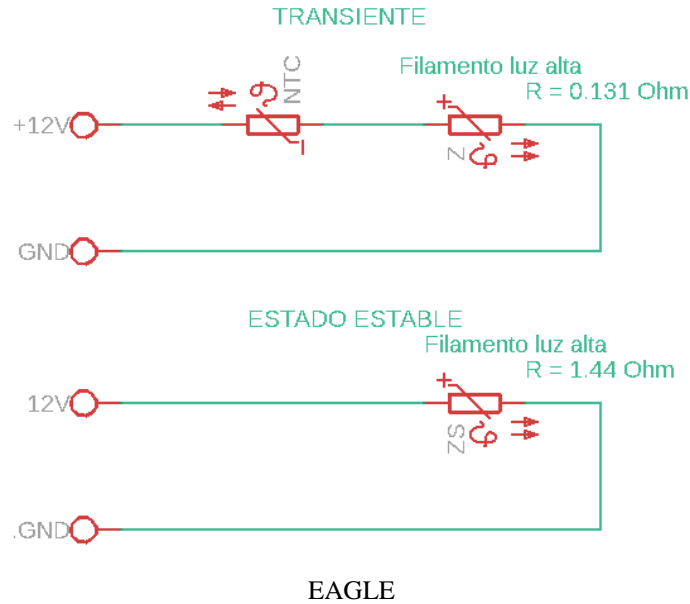 TRANSIENTE
NTC
Filamento luz alta
R = 0.131 Ohm
+12V
Z
GND
ESTADO ESTABLE
Filamento luz alta
R = 1.44 Ohm
12V
ZS
.GND
EAGLE